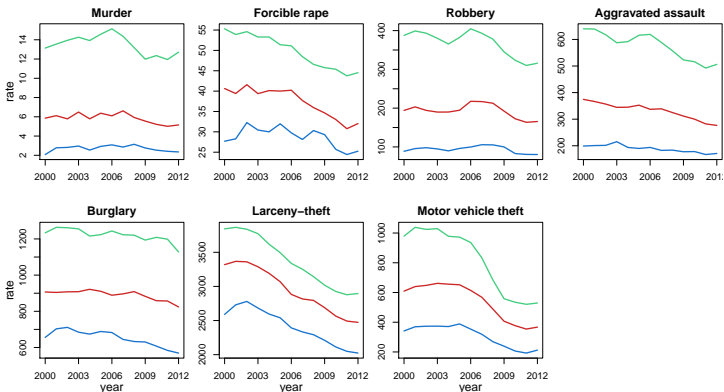 Murder
Forcible rape
Robbery
Aggravated assault
rate
2 4 6 8 10 12 14
25 30 35 40 45 50 55
100 200 300 400
200 300 400 500 600
2000 2003 2006 2009 2012
2000 2003 2006 2009 2012
2000 2003 2006 2009 2012
2000 2003 2006 2009 2012
Burglary
Larceny−theft
Motor vehicle theft
rate
600 800 1000 1200
2000 2500 3000 3500
200 400 600 800 1000
2000 2003 2006 2009 2012
2000 2003 2006 2009 2012
2000 2003 2006 2009 2012
year
year
year